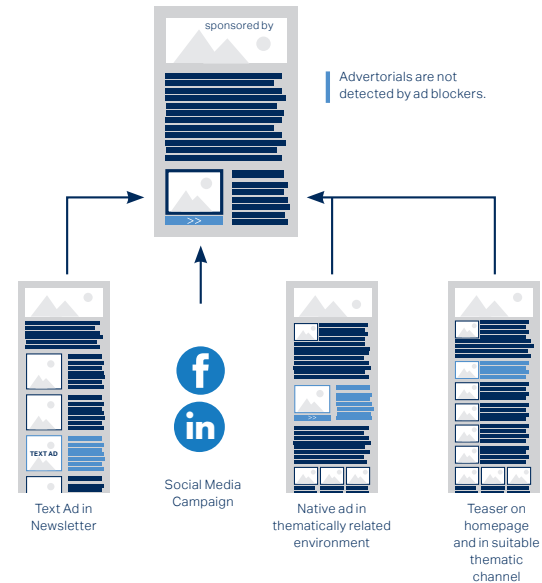 sponsored by
Advertorials are not
detected by ad blockers.
>>
>>
TEXT AD
f
in
Text Ad in
Newsletter
Social Media
Campaign
Native ad in
thematically related
environment
Teaser on
homepage
and in suitable
thematic
channel